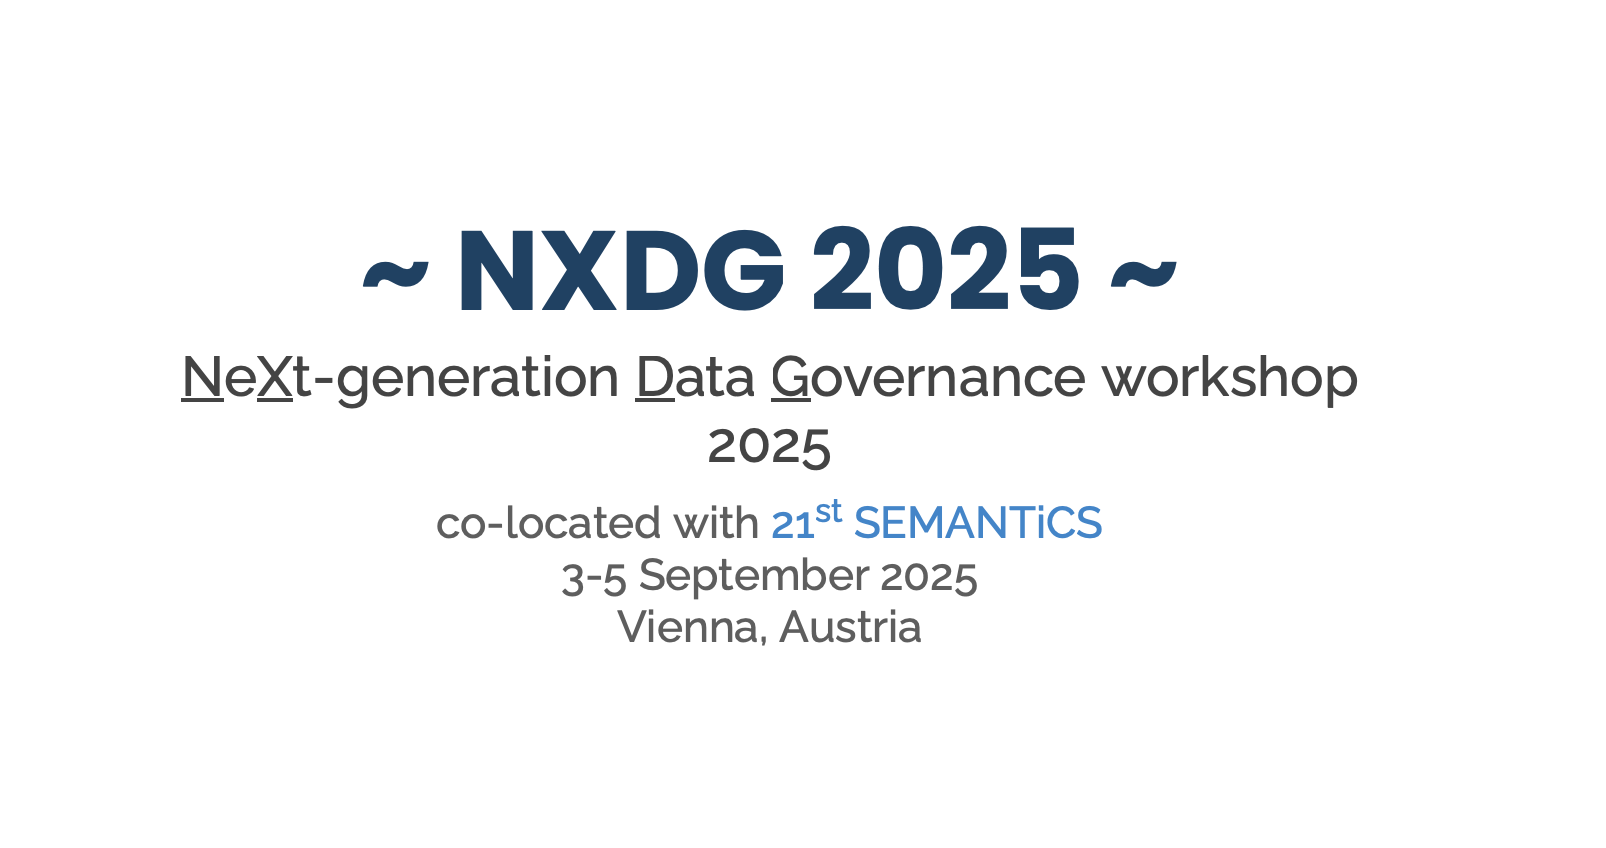 ~ NXDG 2025 ~
NeXt-generation Data Governance workshop
2025
co-located with 21st SEMANTiCS
3-5 September 2025
Vienna, Austria